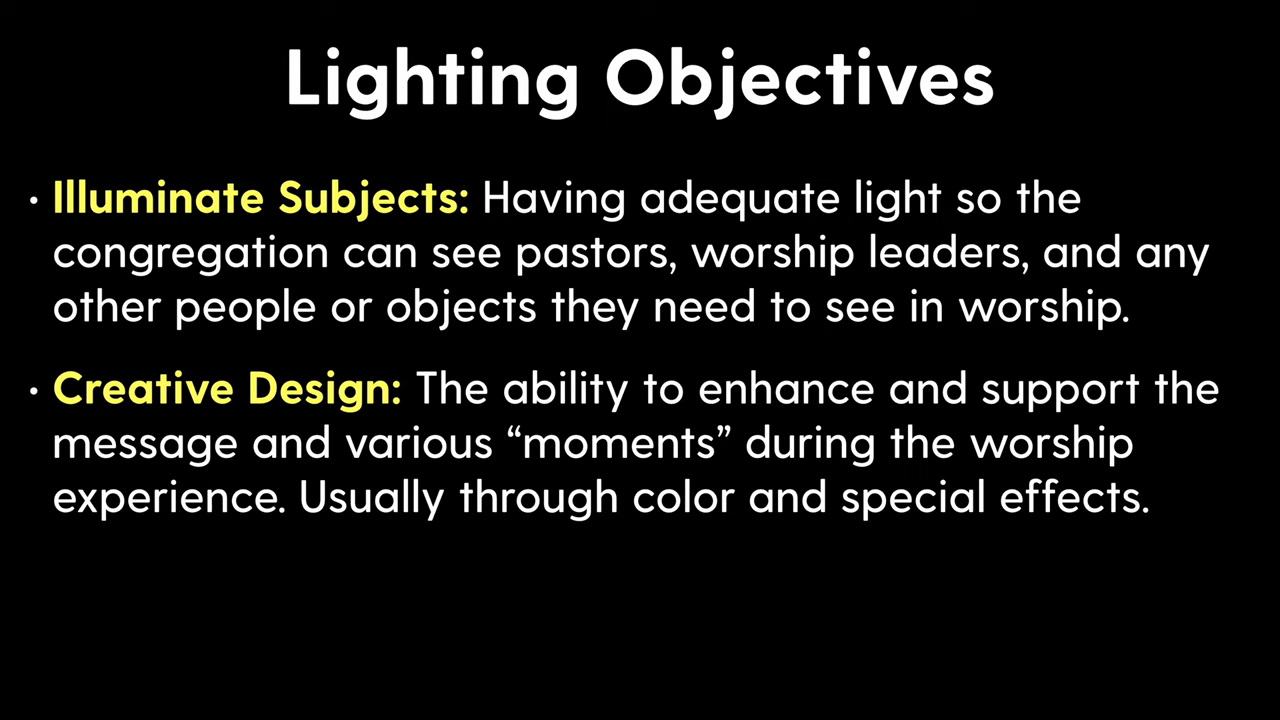 Lighting Objectives
· Illuminate Subjects: Having adequate light so the
congregation can see pastors, worship leaders, and any
other people or objects they need to see in worship.
· Creative Design: The ability to enhance and support the
message and various “moments” during the worship
experience. Usually through color and special effects.